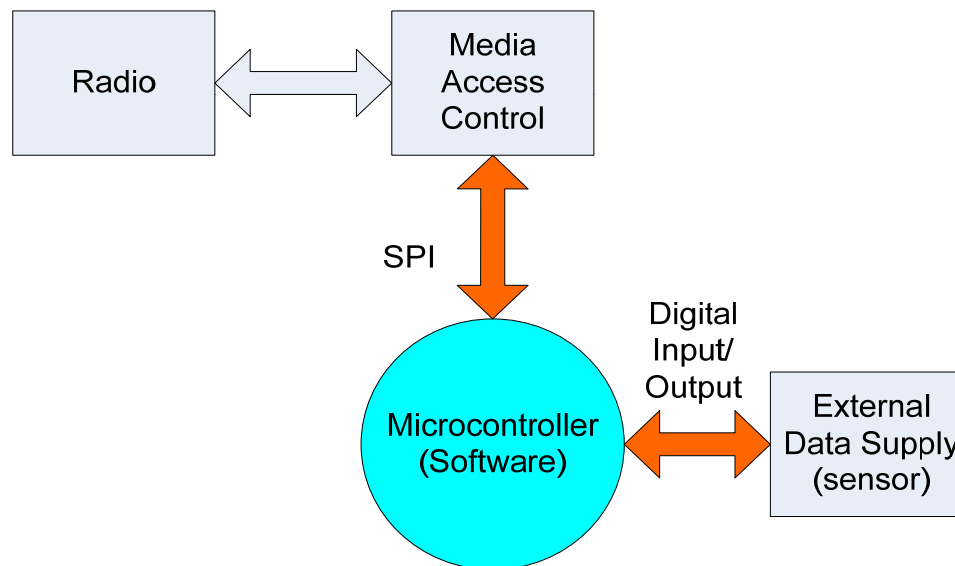 Radio
Media
Access
Control
SPI
Digital
Input/
Output
Microcontroller
(Software)
External
Data Supply
(sensor)